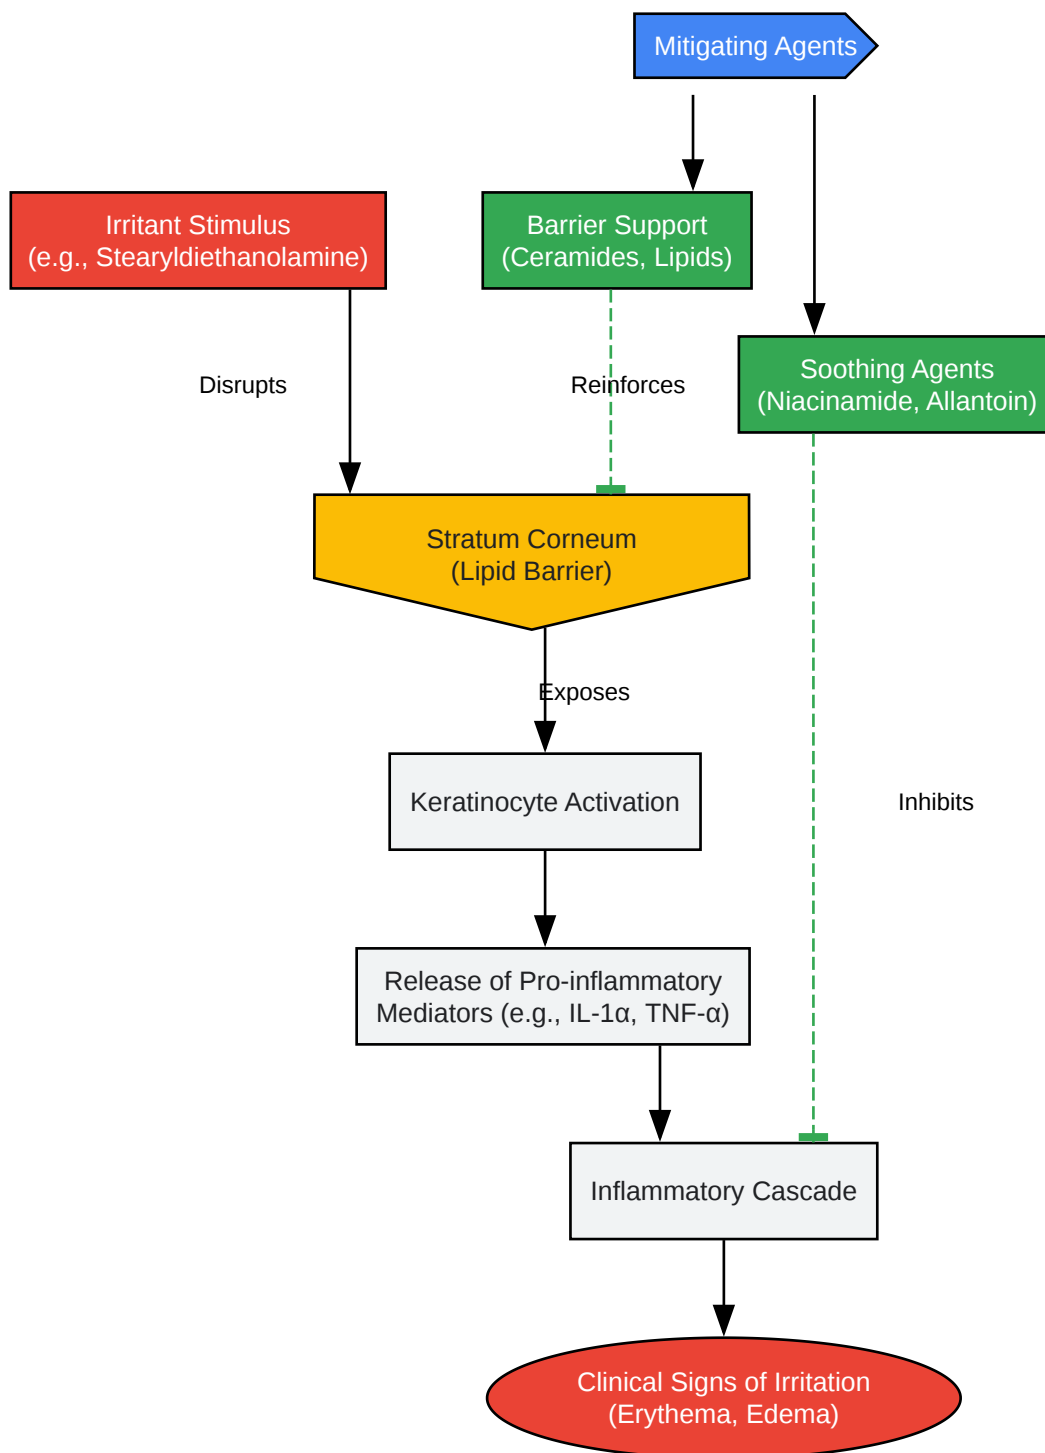 Mitigating Agents
Irritant Stimulus
(e.g., Stearyldiethanolamine)
Barrier Support
(Ceramides, Lipids)
Soothing Agents
(Niacinamide, Allantoin)
Disrupts
Reinforces
Stratum Corneum
(Lipid Barrier)
Exposes
Keratinocyte Activation
Inhibits
Release of Pro-inflammatory
Mediators (e.g., IL-1α, TNF-α)
Inflammatory Cascade
Clinical Signs of Irritation
(Erythema, Edema)